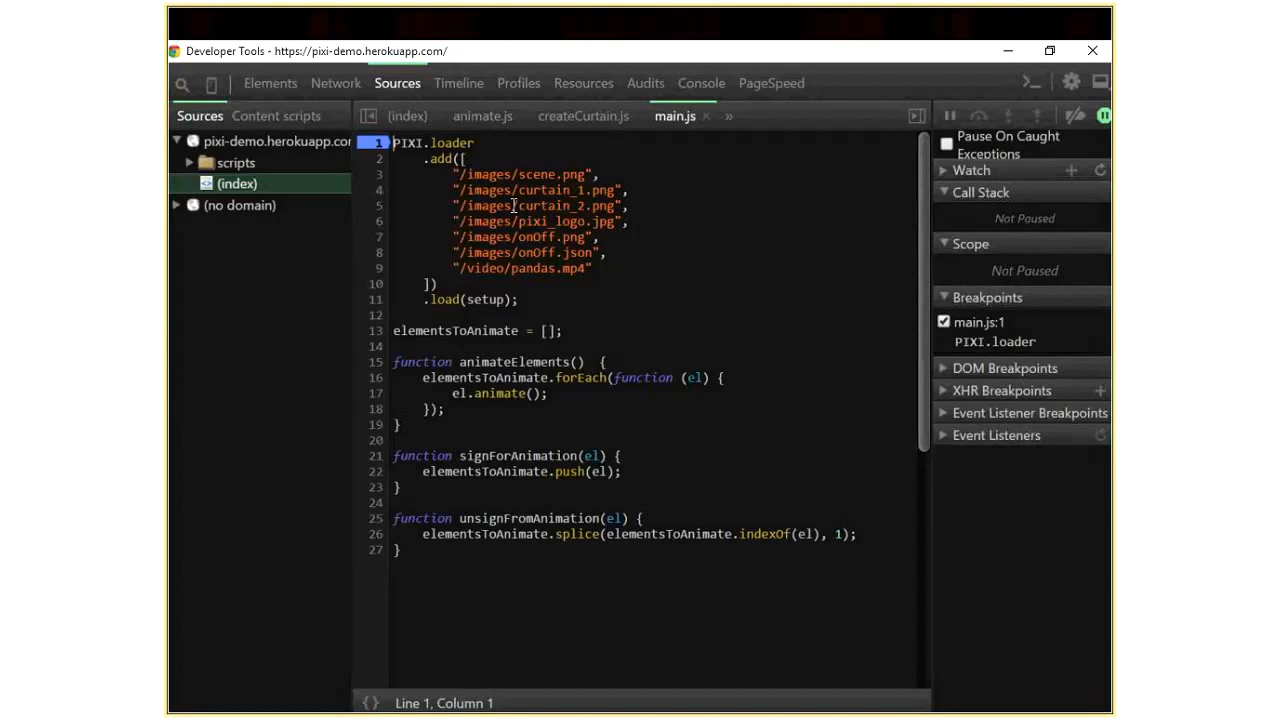 Developer Tools - https://pixi-demo.herokuapp.com/
Elements Network Sources Timeline Profiles Resources Audits Console PageSpeed
Sources Content scripts
(index) animate.js createCurtain.js main.js × »
pixi-demo.herokuapp.cor
scripts
(index)
(no domain)
1 PIXI.loader
2 .add([
3 "/images/scene.png",
4 "/images/curtain_1.png",
5 "/images/curtain_2.png",
6 "/images/pixi_logo.jpg",
7 "/images/onOff.png",
8 "/images/onOff.json",
9 "/video/pandas.mp4"
10 ])
11 .load(setup);
12
13 elementsToAnimate = [];
14
15 function animateElements()  {
16 elementsToAnimate.forEach(function (el) {
17 el.animate();
18 });
19 }
20
21 function signForAnimation(el) {
22 elementsToAnimate.push(el);
23 }
24
25 function unsignFromAnimation(el) {
26 elementsToAnimate.splice(elementsToAnimate.indexOf(el), 1);
27 }
{ } Line 1, Column 1
Pause On Caught
Exceptions
Watch
Call Stack
Not Paused
Scope
Not Paused
Breakpoints
main.js:1
PIXI.loader
DOM Breakpoints
XHR Breakpoints
Event Listener Breakpoints
Event Listeners